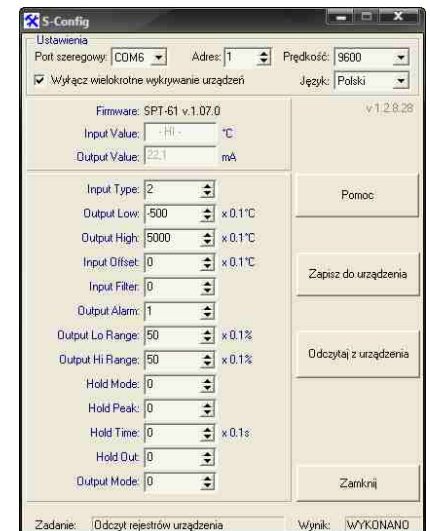 S-Config
Ustawienia
Port szeregowy: COM6 Adres: 1 Prędkość: 9600
Wyłącz wielokrotne wykrywanie urządzeń Język: Polski
Firmware: SPT-61 v.1.07.0 v 1.2.8.28
Input Value: - HI - °C
Output Value: 22,1 mA
Input Type: 2
Pomoc
Output Low: -500 x 0.1°C
Output High: 5000 x 0.1°C
Input Offset: 0 x 0.1°C
Zapisz do urządzenia
Input Filter: 0
Output Alarm: 1
Output Lo Range: 50 x 0.1%
Odczytaj z urządzenia
Output Hi Range: 50 x 0.1%
Hold Mode: 0
Hold Peak: 0
Hold Time: 0 x 0.1s
Hold Out: 0
Output Mode: 0 Zamknij
Zadanie: Odczyt rejestrów urządzenia Wynik: WYKONANO